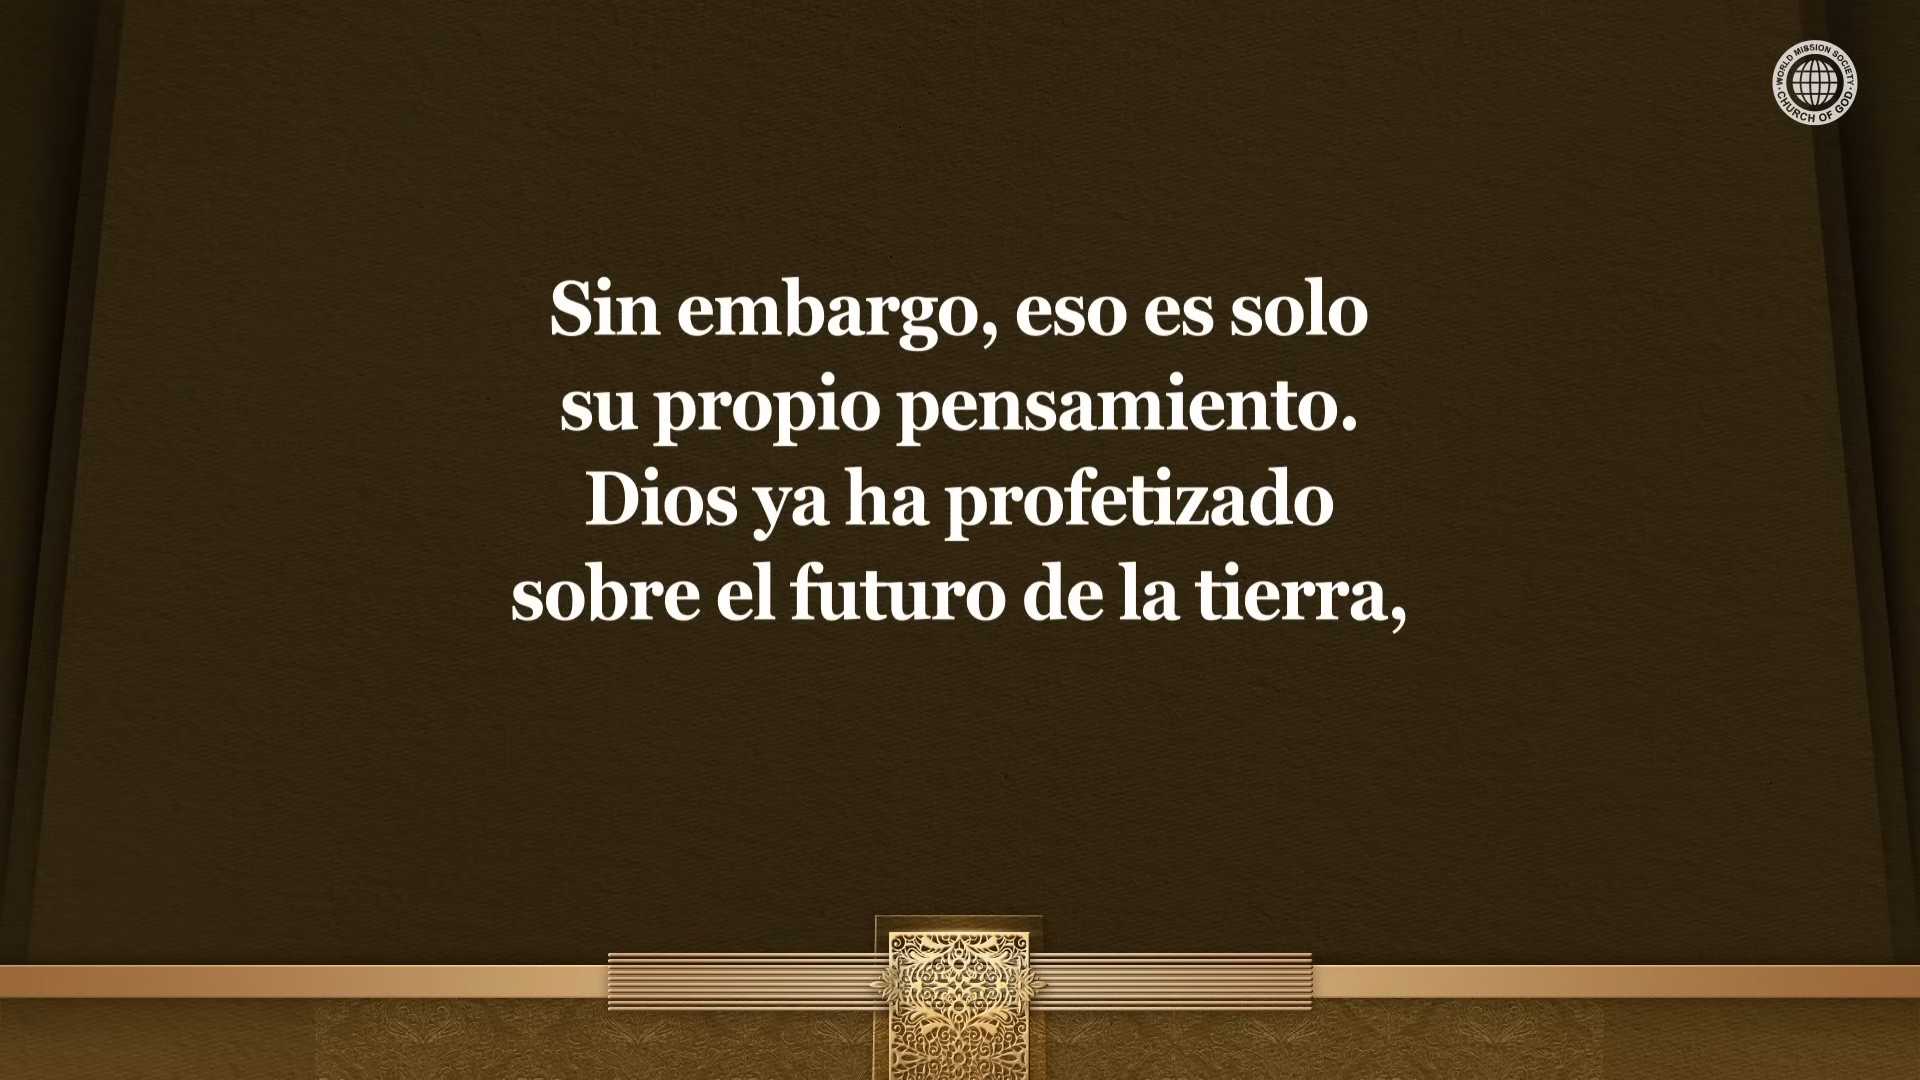 WORLD MISSION SOCIETY
CHURCH OF GOD
Sin embargo, eso es solo
su propio pensamiento.
Dios ya ha profetizado
sobre el futuro de la tierra,